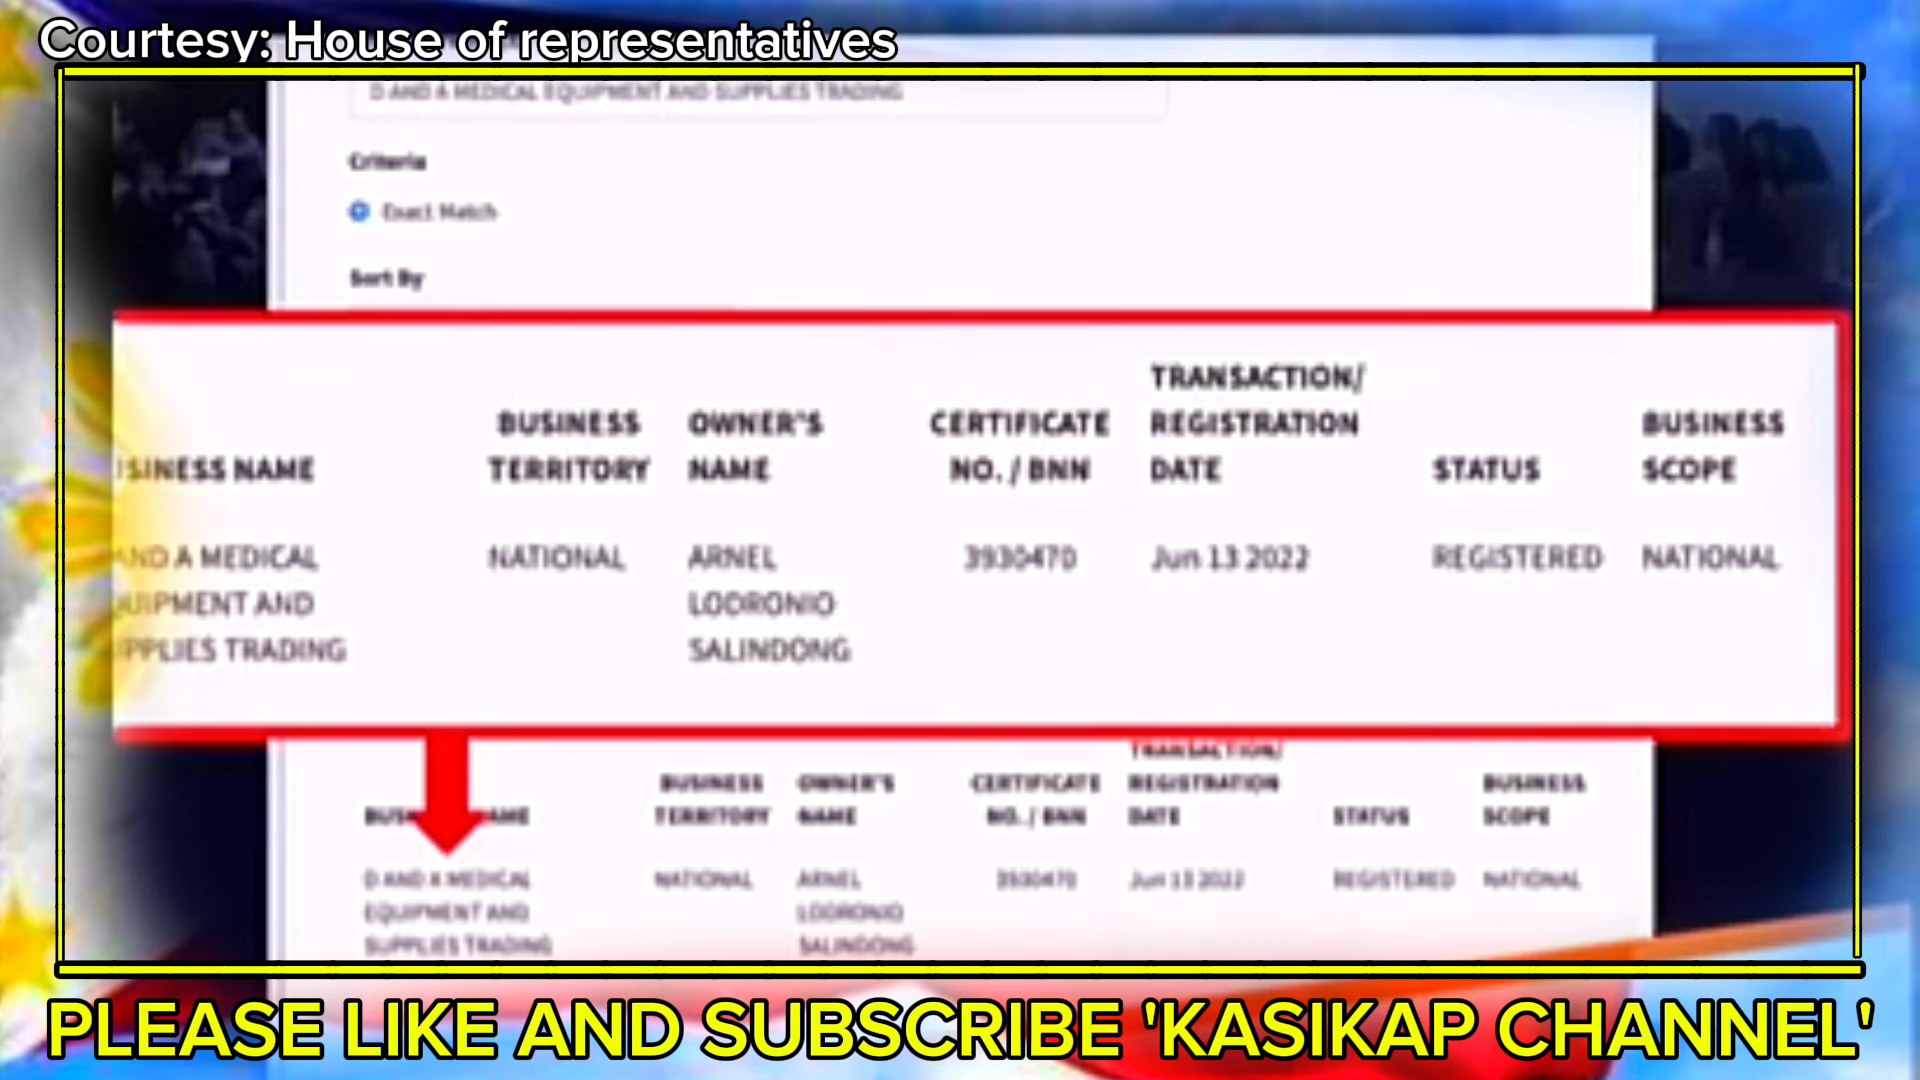 Courtesy: House of representatives
D AND A MEDICAL EQUIPMENT AND SUPPLIES TRADING
Criteria
Exact Match
Sort By
TRANSACTION/
BUSINESS OWNER'S CERTIFICATE REGISTRATION BUSINESS
SINESS NAME TERRITORY NAME NO. / BNN DATE STATUS SCOPE
AND A MEDICAL NATIONAL ARNEL 3930470 Jun 13 2022 REGISTERED NATIONAL
UIPMENT AND LODRONIO
PPLIES TRADING SALINDONG
TRANSACTION/
BUSINESS OWNER'S CERTIFICATE REGISTRATION BUSINESS
BUS AME TERRITORY NAME NO. / BNN DATE STATUS SCOPE
D AND A MEDICAL NATIONAL ARNEL 3930470 Jun 13 2022 REGISTERED NATIONAL
EQUIPMENT AND LODRONIO
SUPPLIES TRADING SALINDONG
PLEASE LIKE AND SUBSCRIBE 'KASIKAP CHANNEL'